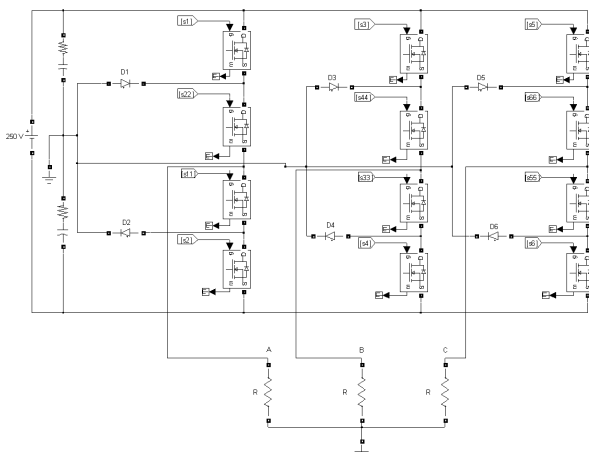 [s1]
[s3]
[s5]
D1
D3
D5
[s22]
[s44]
[s66]
250 V
[s11]
[s33]
[s55]
D2
D4
D6
[s2]
[s4]
[s6]
A
B
C
R
R
R